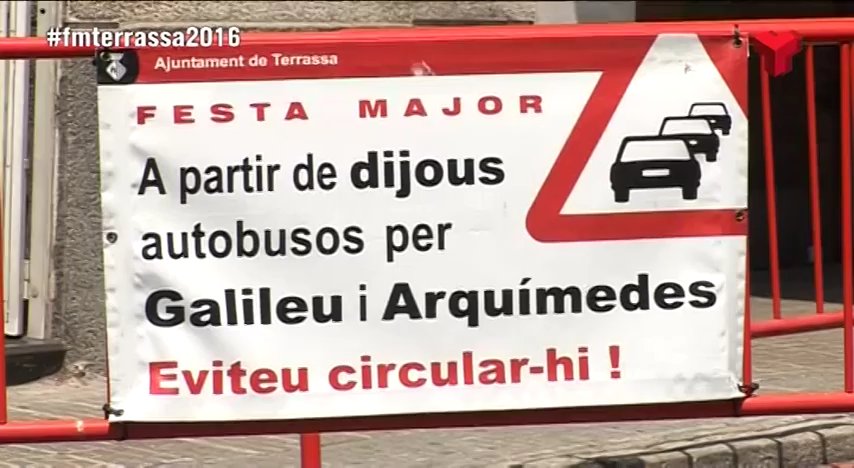 #fmterrassa2016
Ajuntament de Terrassa
FESTA MAJOR
A partir de dijous
autobusos per
Galileu i Arquímedes
Eviteu circular-hi !